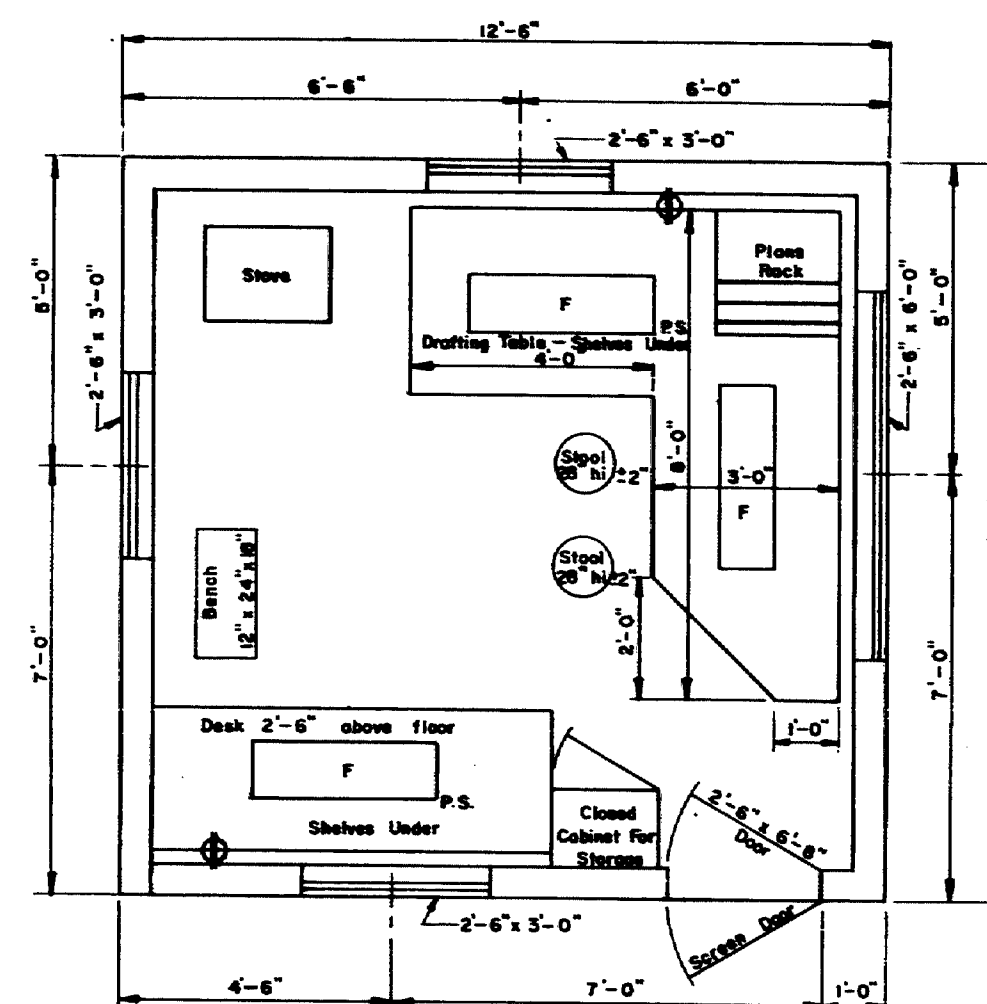 12'-6"
6'-6"
6'-0"
2'-6" x 3'-0"
5'-0"
2'-6" x 3'-0"
Stove
F
P.S.
Drafting Table – Shelves Under
4'-0
Plans
Rack
2'-6" x 6'-0"
5'-0"
8'-0"
3'-0"
F
Stool
28" hi ±2"
Stool
28" hi ±2"
Bench
12" x 24" x 18"
2'-0"
1'-0"
7'-0"
7'-0"
Desk 2'-6" above floor
F
P.S.
Shelves Under
Closed
Cabinet For
Storage
2'-6" x 6'-8"
Door
Screen Door
2'-6" x 3'-0"
4'-6"
7'-0"
1'-0"